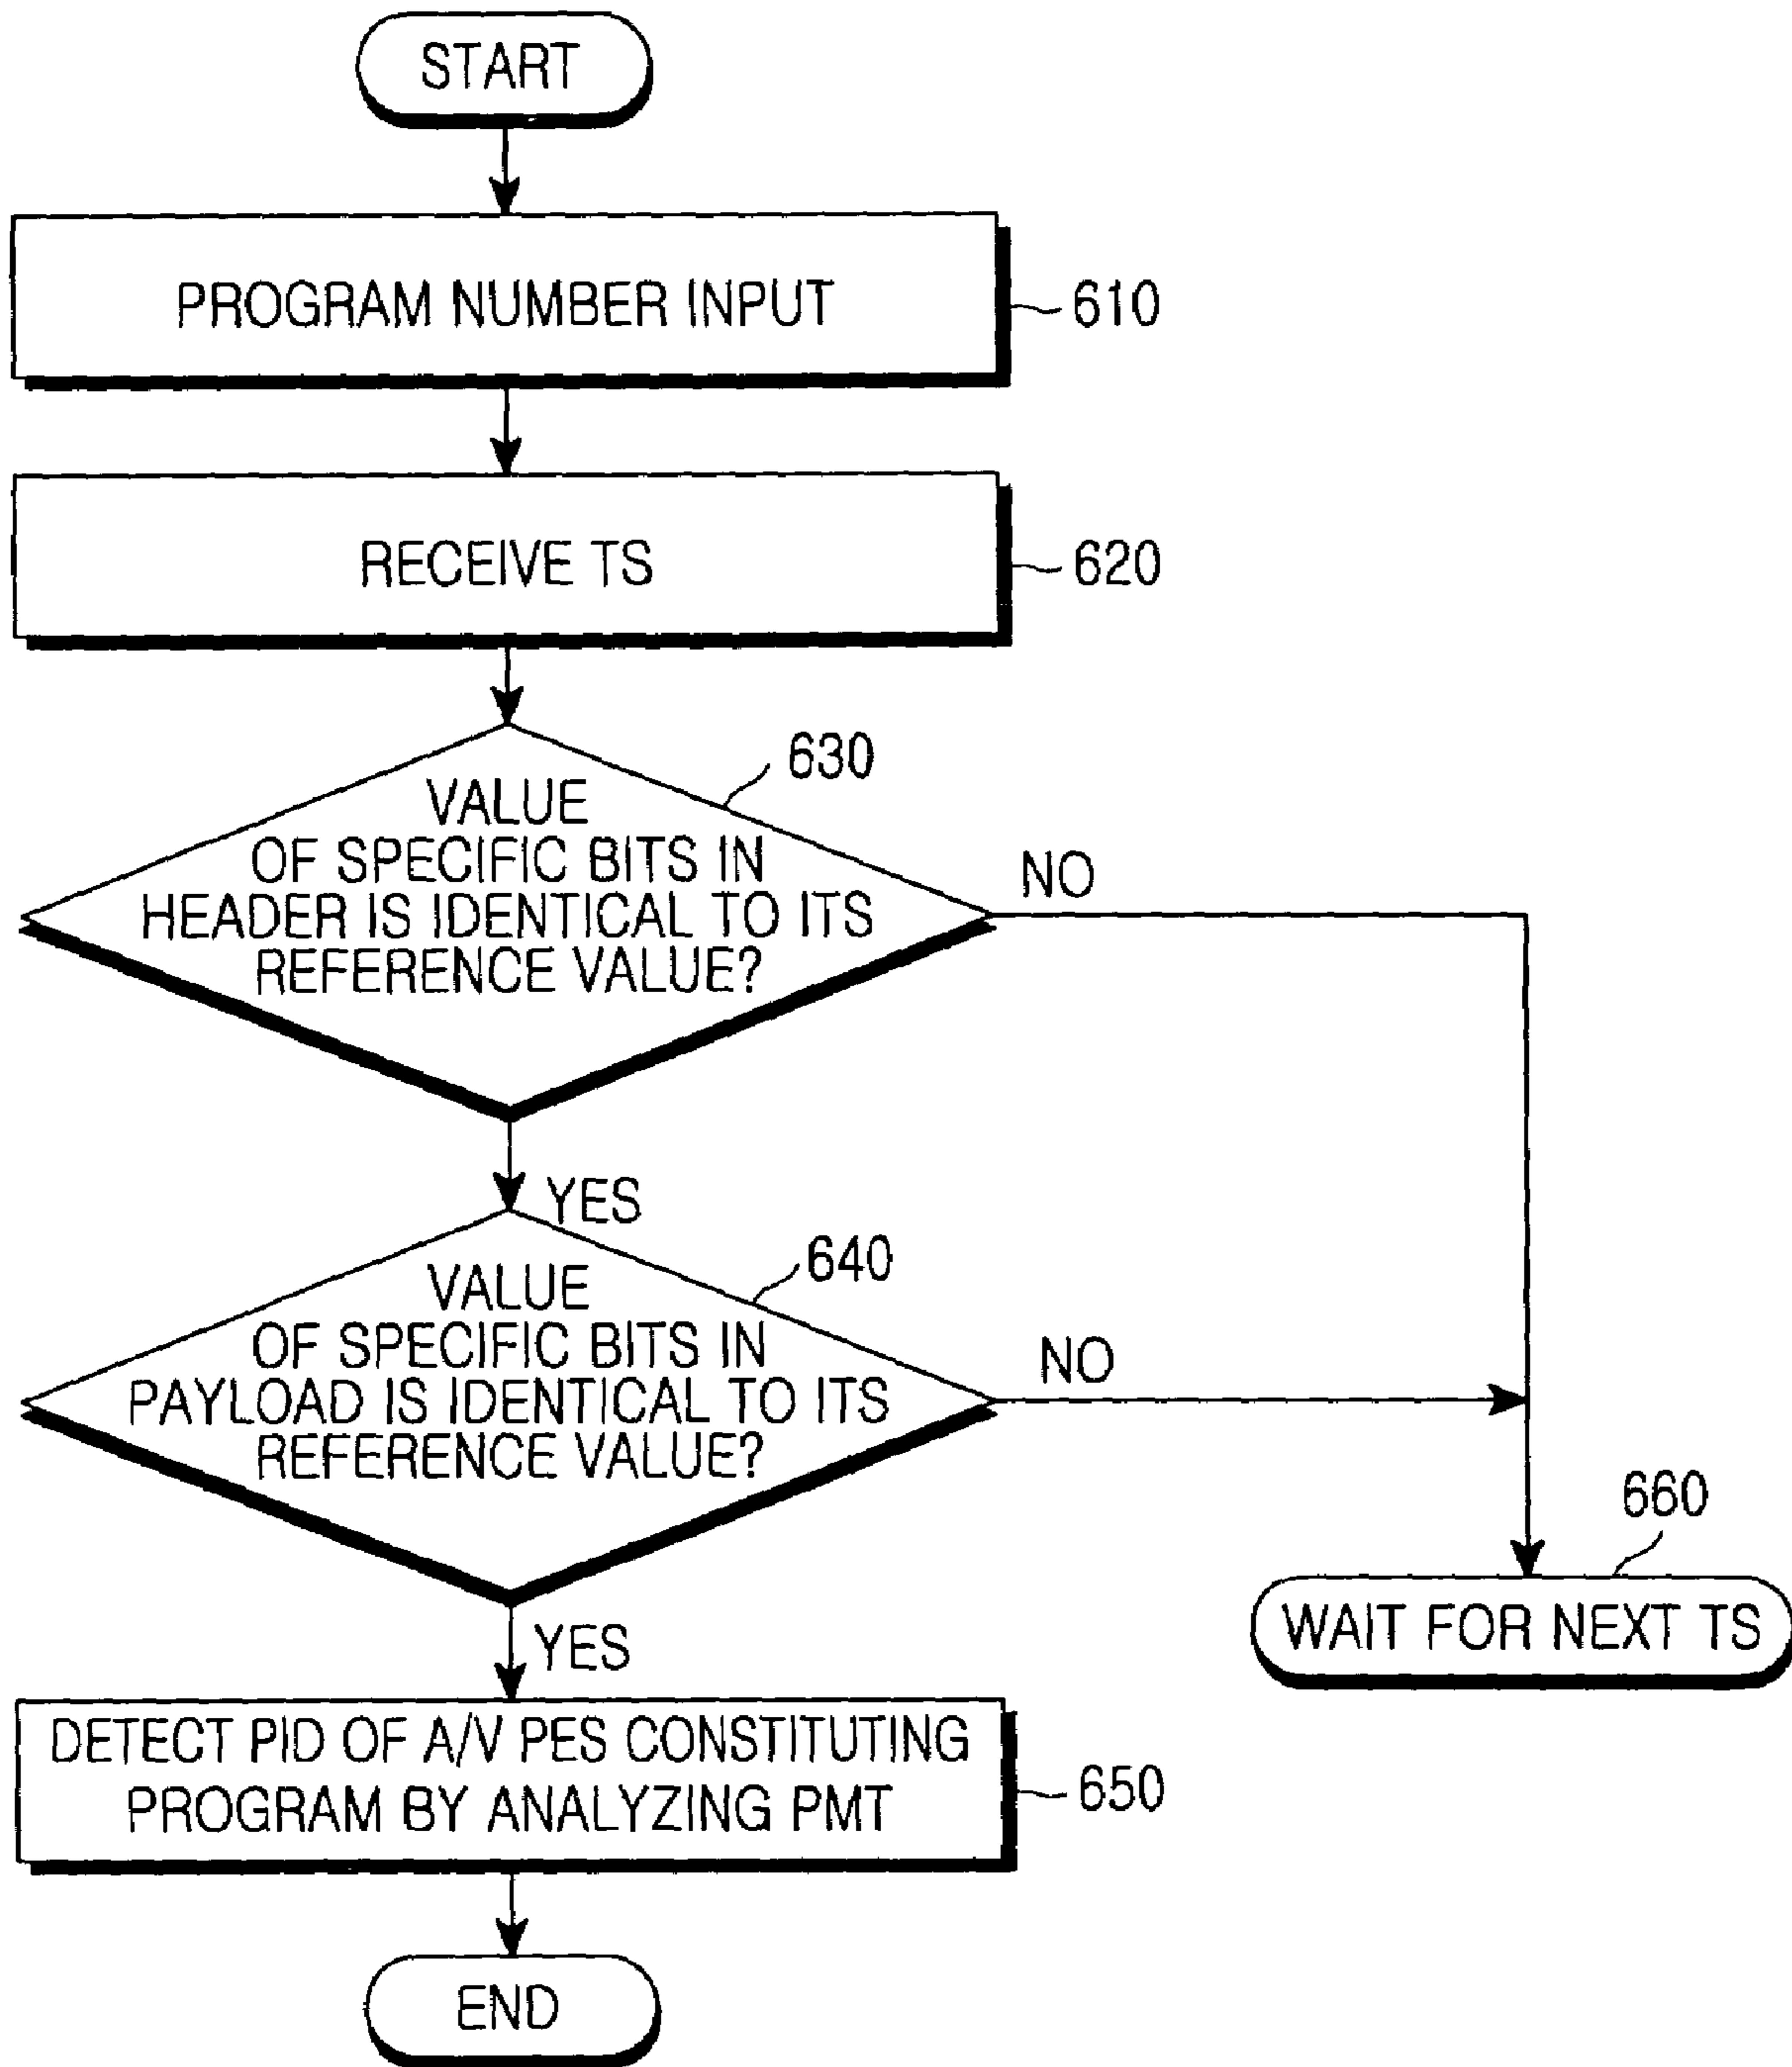 START
PROGRAM NUMBER INPUT
610
RECEIVE TS
620
630
VALUE
OF SPECIFIC BITS IN
HEADER IS IDENTICAL TO ITS
REFERENCE VALUE?
NO
YES
640
VALUE
OF SPECIFIC BITS IN
PAYLOAD IS IDENTICAL TO ITS
REFERENCE VALUE?
NO
660
WAIT FOR NEXT TS
YES
DETECT PID OF A/V PES CONSTITUTING
PROGRAM BY ANALYZING PMT
650
END